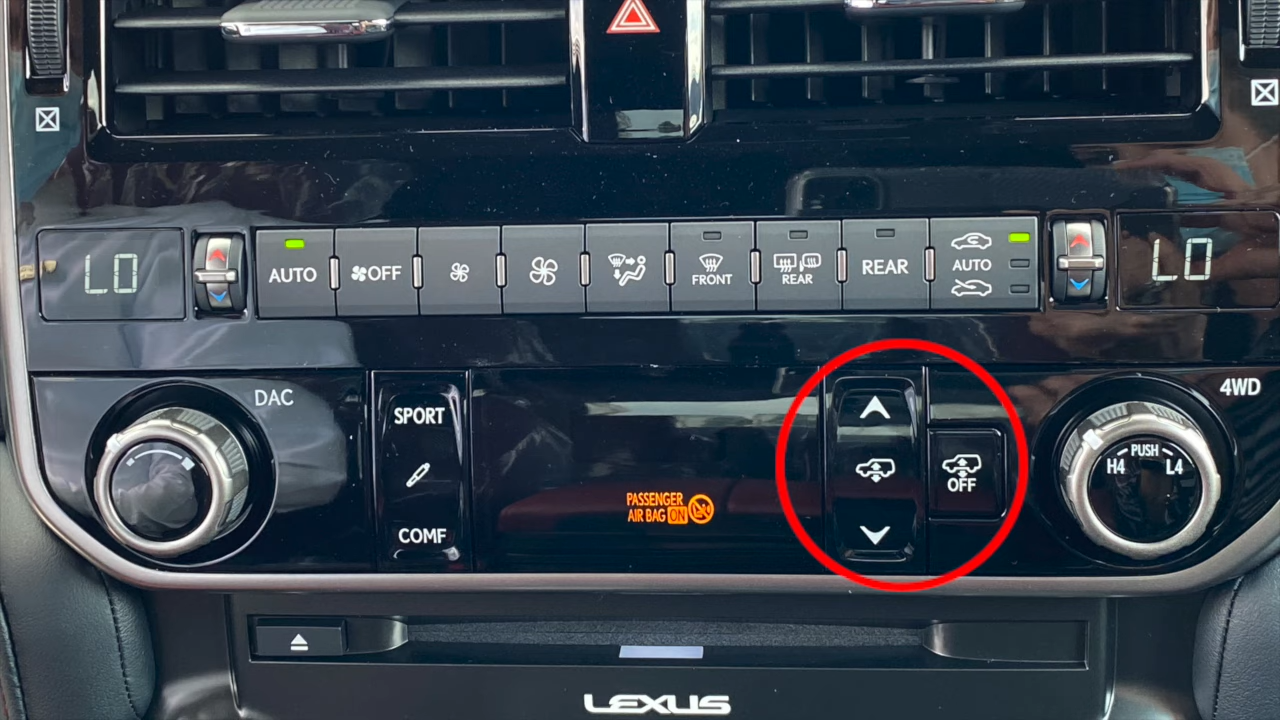 LO
AUTO
OFF
FRONT
REAR
REAR
AUTO
LO
DAC
SPORT
COMF
PASSENGER
AIR BAG ON
OFF
4WD
PUSH
H4 L4
LEXUS